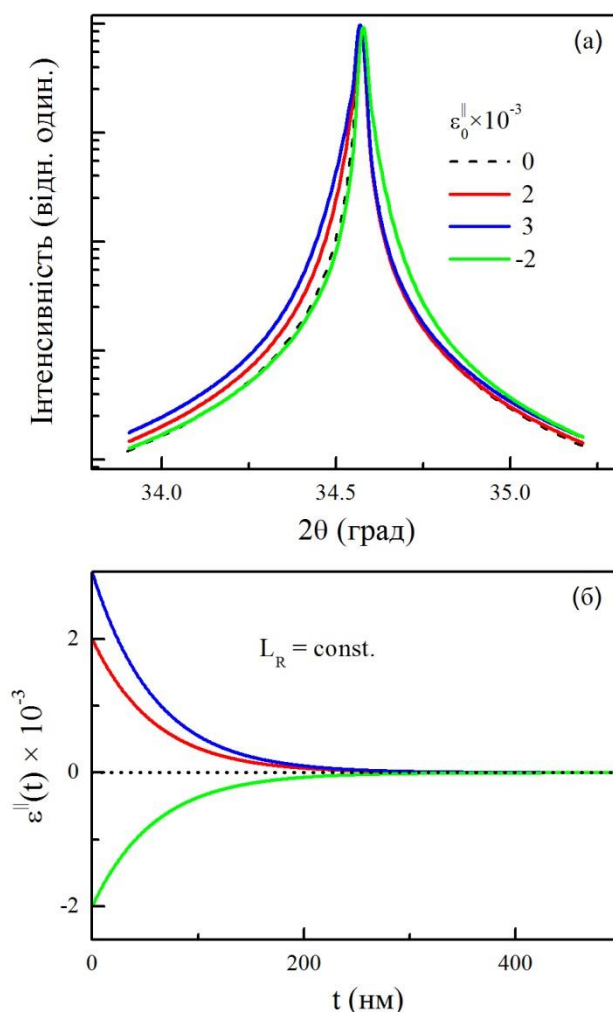 (а)
Інтенсивність (відн. один.)
ε₀^∥×10⁻³
0
2
3
-2
34.0 34.5 35.0
2θ (град)
(б)
L_R = const.
ε^∥(t) × 10⁻³
2
0
-2
0 200 400
t (нм)